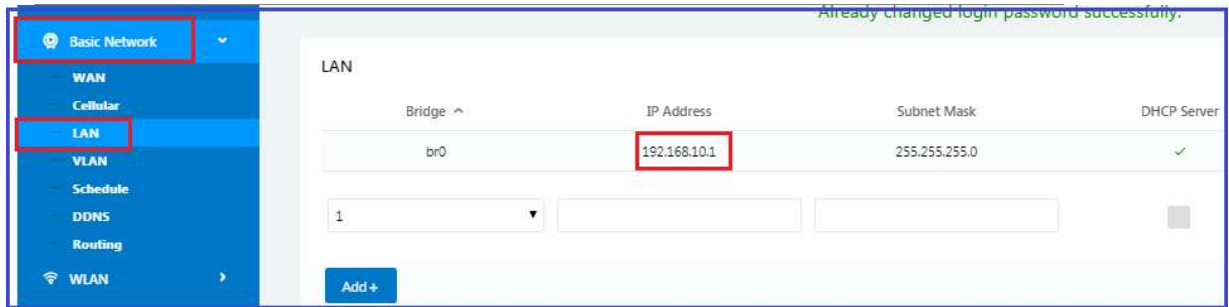 Already changed login password successfully.
Basic Network
WAN
Cellular
LAN
VLAN
Schedule
DDNS
Routing
WLAN
LAN
Bridge IP Address Subnet Mask DHCP Server
br0 192.168.10.1 255.255.255.0
1
Add+